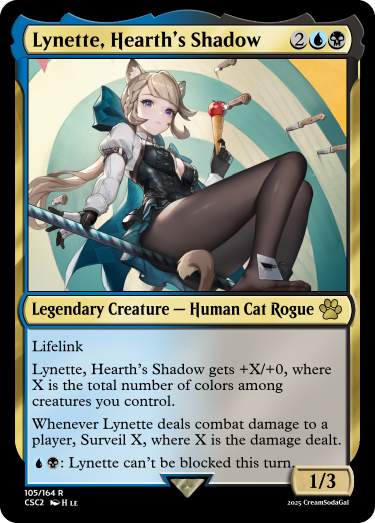 Lynette, Hearth's Shadow 2
Legendary Creature — Human Cat Rogue
Lifelink
Lynette, Hearth's Shadow gets +X/+0, where
X is the total number of colors among
creatures you control.
Whenever Lynette deals combat damage to a
player, Surveil X, where X is the damage dealt.
: Lynette can't be blocked this turn.
1/3
105/164 R
CSC2 H LE
2025 CreamSodaGal